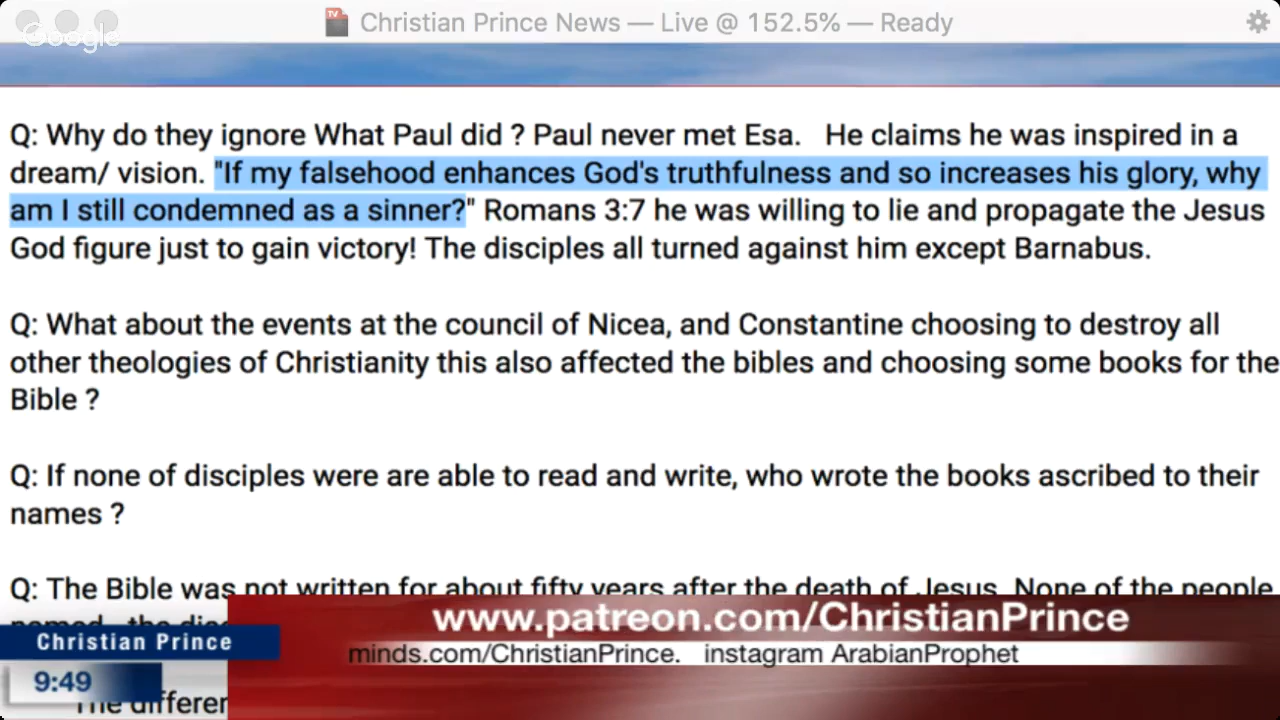 Christian Prince News — Live @ 152.5% — Ready
Google
Q: Why do they ignore What Paul did ? Paul never met Esa. He claims he was inspired in a
dream/ vision. "If my falsehood enhances God's truthfulness and so increases his glory, why
am I still condemned as a sinner?" Romans 3:7 he was willing to lie and propagate the Jesus
God figure just to gain victory! The disciples all turned against him except Barnabus.
Q: What about the events at the council of Nicea, and Constantine choosing to destroy all
other theologies of Christianity this also affected the bibles and choosing some books for the
Bible ?
Q: If none of disciples were are able to read and write, who wrote the books ascribed to their
names ?
Q: The Bible was not written for about fifty years after the death of Jesus. None of the people
www.patreon.com/ChristianPrince
Christian Prince
minds.com/ChristianPrince. instagram ArabianProphet
9:49
The differen